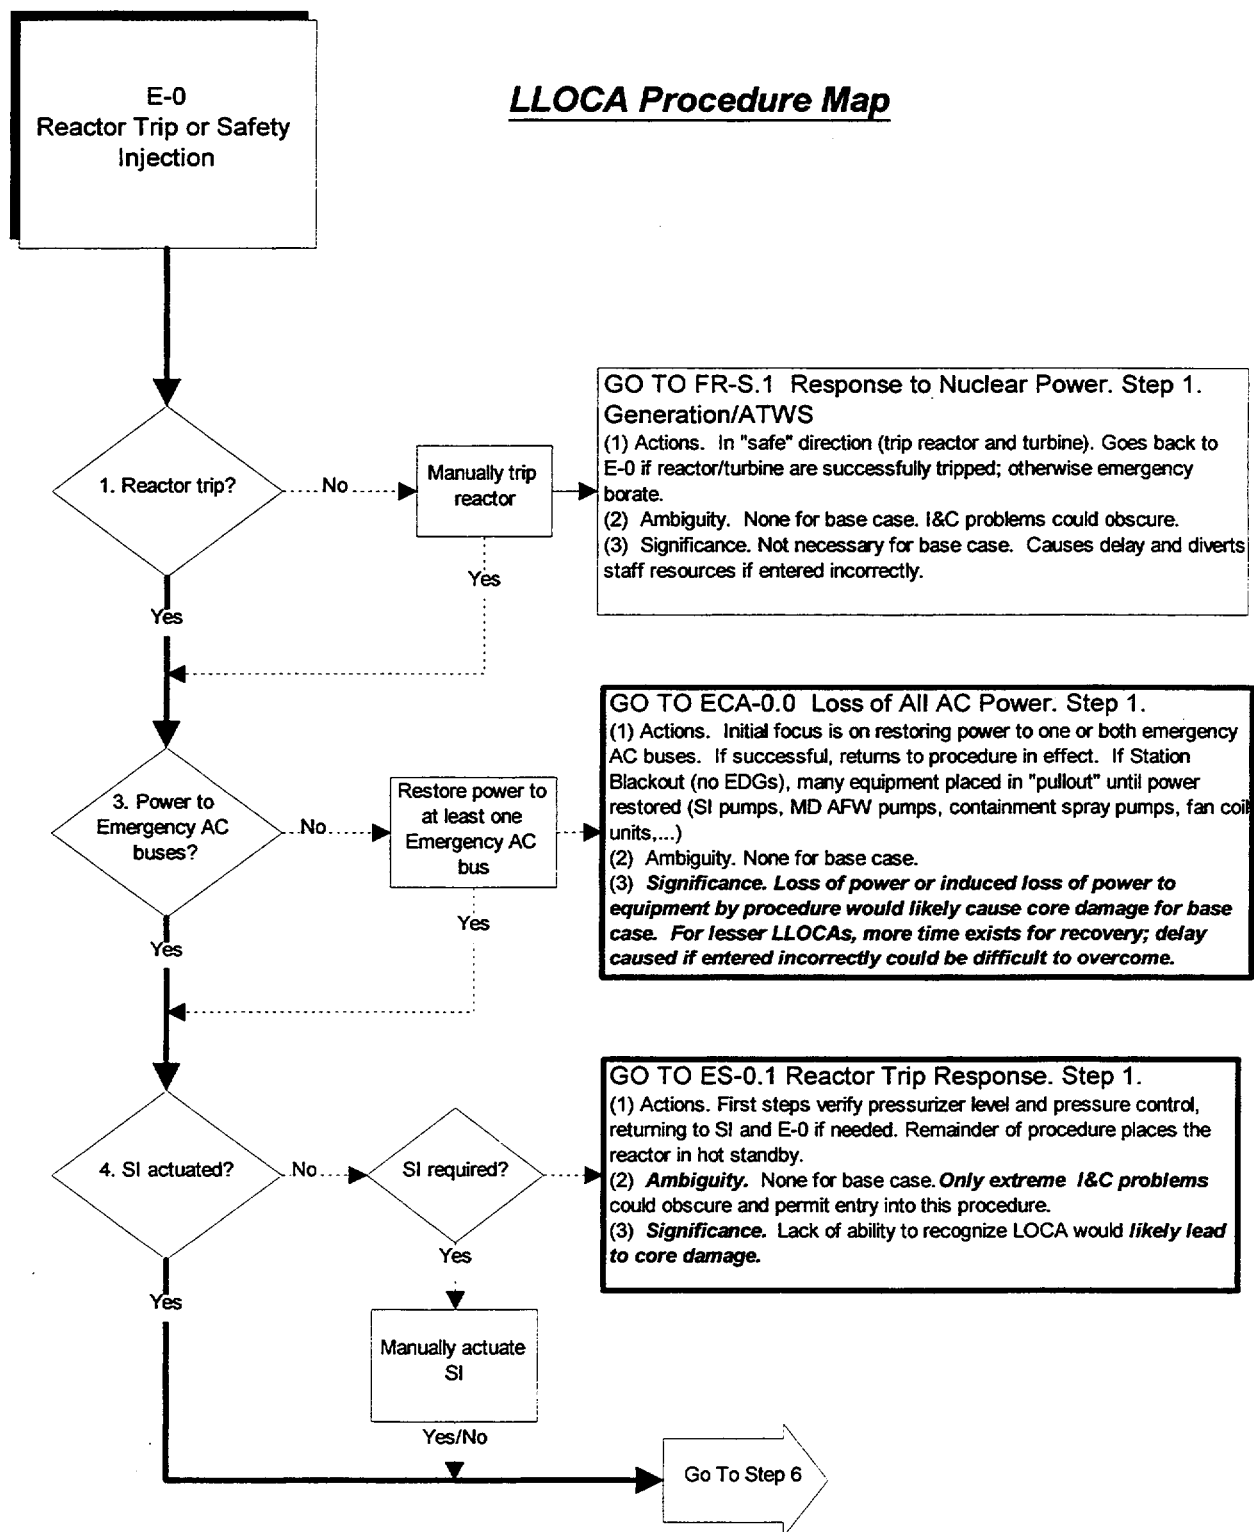 E-0
Reactor Trip or Safety
Injection
LLOCA Procedure Map
1. Reactor trip?
No
Manually trip
reactor
Yes
Yes
GO TO FR-S.1 Response to Nuclear Power. Step 1.
Generation/ATWS
(1) Actions. In "safe" direction (trip reactor and turbine). Goes back to
E-0 if reactor/turbine are successfully tripped; otherwise emergency
borate.
(2) Ambiguity. None for base case. I&C problems could obscure.
(3) Significance. Not necessary for base case. Causes delay and diverts
staff resources if entered incorrectly.
3. Power to
Emergency AC
buses?
No
Restore power to
at least one
Emergency AC
bus
Yes
Yes
GO TO ECA-0.0 Loss of All AC Power. Step 1.
(1) Actions. Initial focus is on restoring power to one or both emergency
AC buses. If successful, returns to procedure in effect. If Station
Blackout (no EDGs), many equipment placed in "pullout" until power
restored (SI pumps, MD AFW pumps, containment spray pumps, fan coil
units,...)
(2) Ambiguity. None for base case.
(3) Significance. Loss of power or induced loss of power to
equipment by procedure would likely cause core damage for base
case. For lesser LLOCAs, more time exists for recovery; delay
caused if entered incorrectly could be difficult to overcome.
4. SI actuated?
No
SI required?
Yes
Yes
GO TO ES-0.1 Reactor Trip Response. Step 1.
(1) Actions. First steps verify pressurizer level and pressure control,
returning to SI and E-0 if needed. Remainder of procedure places the
reactor in hot standby.
(2) Ambiguity. None for base case. Only extreme I&C problems
could obscure and permit entry into this procedure.
(3) Significance. Lack of ability to recognize LOCA would likely lead
to core damage.
Manually actuate
SI
Yes/No
Go To Step 6